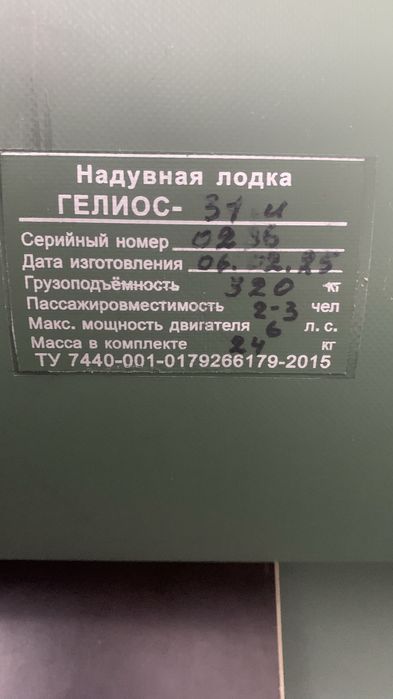 Надувная лодка
ГЕЛИОС- 31 м
Серийный номер 0236
Дата изготовления 06.02.25
Грузоподъёмность 320 кг
Пассажировместимость 2-3 чел
Макс. мощность двигателя 6 л. с.
Масса в комплекте 24 кг
ТУ 7440-001-0179266179-2015